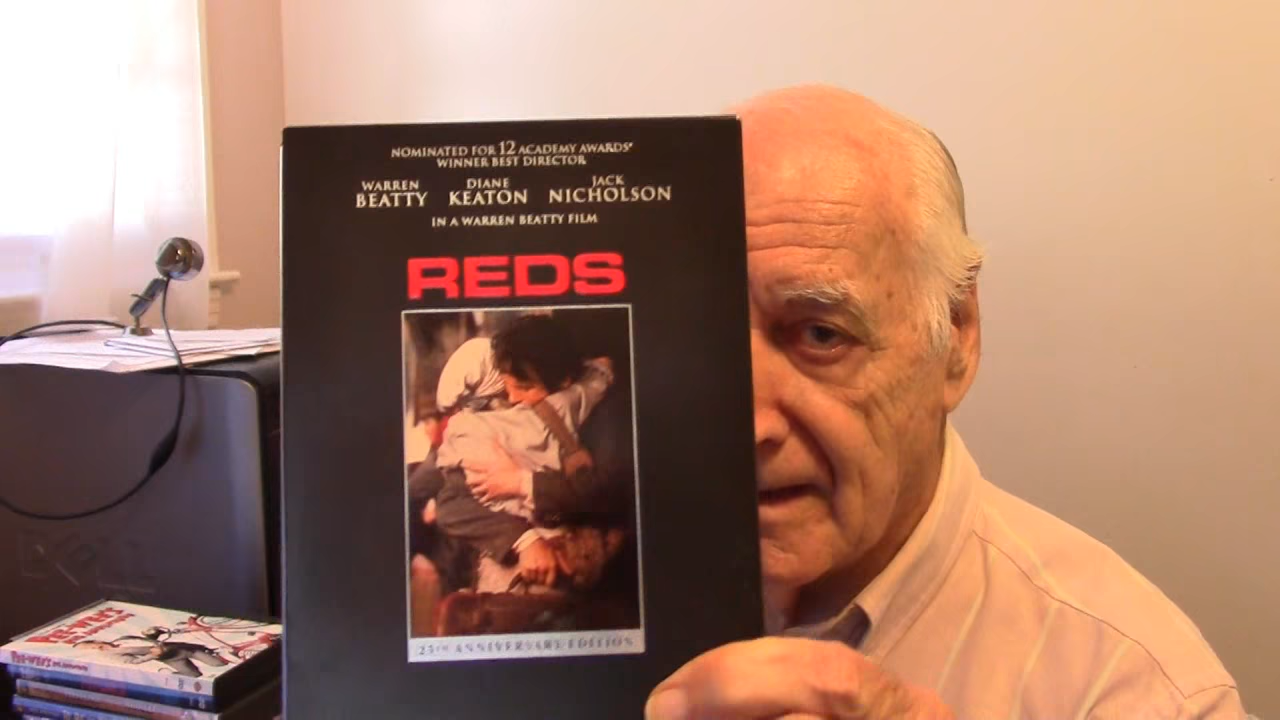 NOMINATED FOR 12 ACADEMY AWARDS®
WINNER BEST DIRECTOR
WARREN BEATTY
DIANE KEATON
JACK NICHOLSON
IN A WARREN BEATTY FILM
REDS
25TH ANNIVERSARY EDITION
DELL